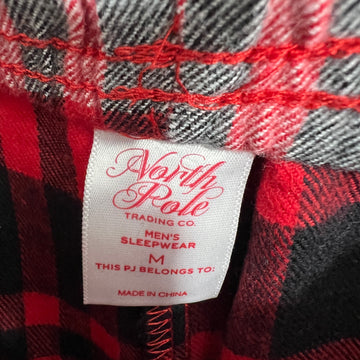 North
Pole
TRADING CO.
MEN'S
SLEEPWEAR
M
THIS PJ BELONGS TO:
MADE IN CHINA